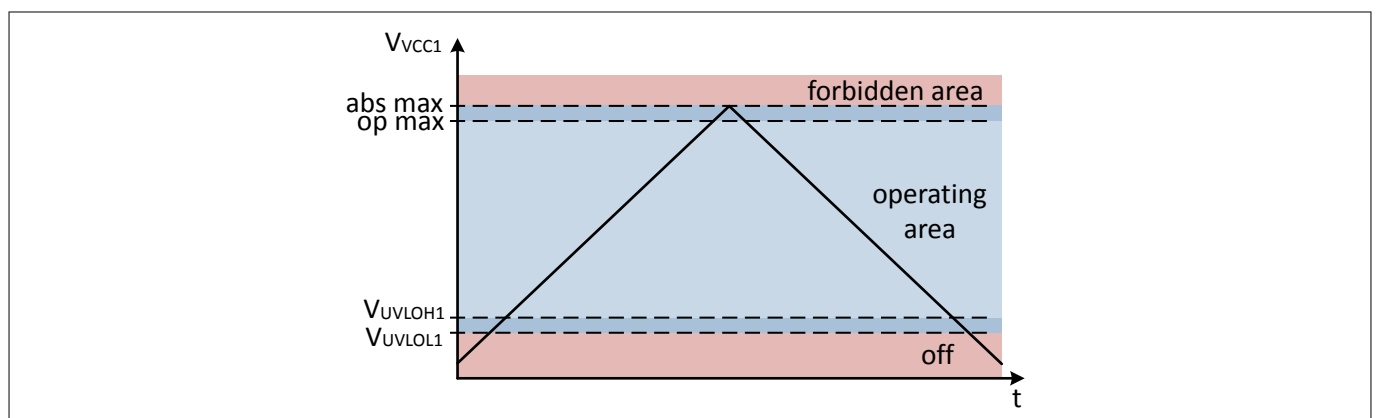 VVCC1
abs max
forbidden area
op max
operating
area
VUVLOH1
VUVLOL1
off
t